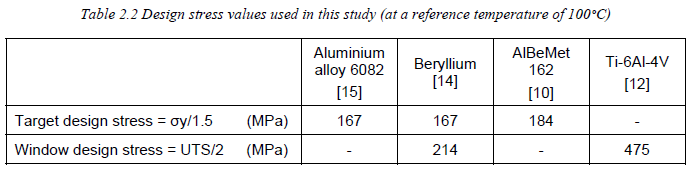 Table 2.2 Design stress values used in this study (at a reference temperature of 100°C)
Aluminium alloy 6082 [15] Beryllium [14] AlBeMet 162 [10] Ti-6Al-4V [12]
Target design stress = σy/1.5 (MPa) 167 167 184 -
Window design stress = UTS/2 (MPa) - 214 - 475